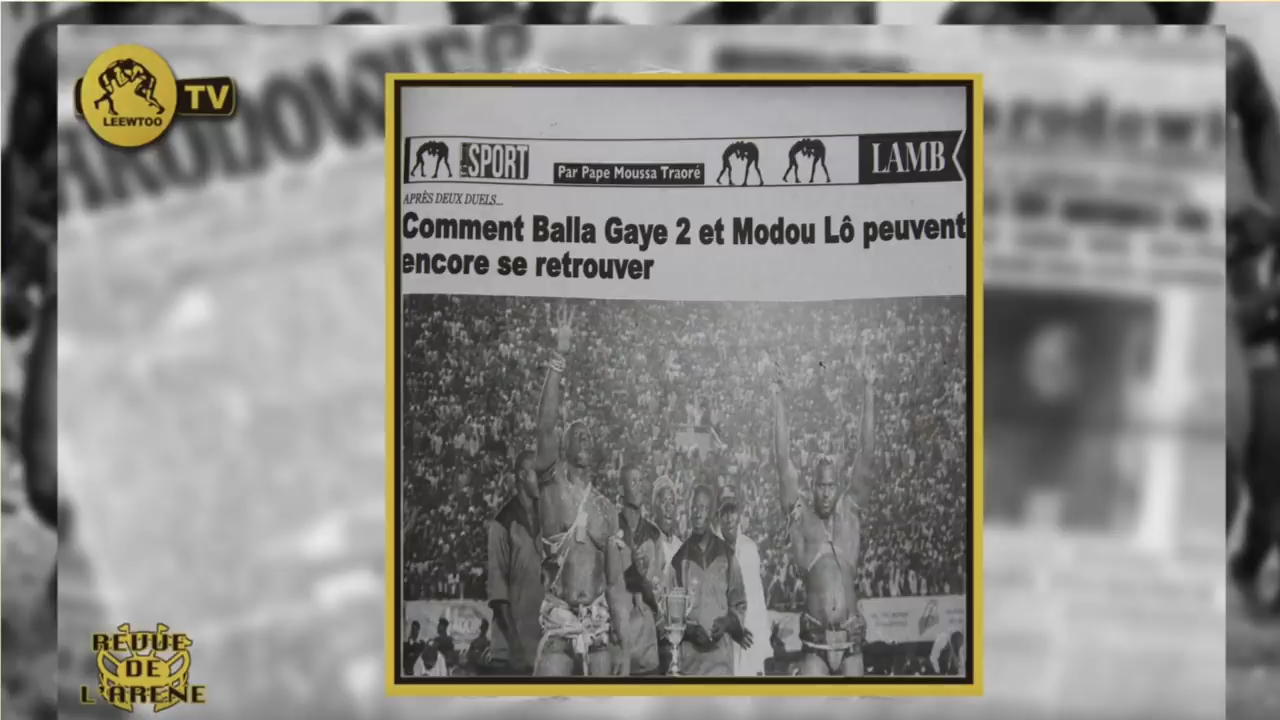 LEEWTOO
TV
SPORT
Par Pape Moussa Traoré
LAMB
APRÈS DEUX DUELS...
Comment Balla Gaye 2 et Modou Lô peuvent
encore se retrouver
REVUE
DE
L'ARENE